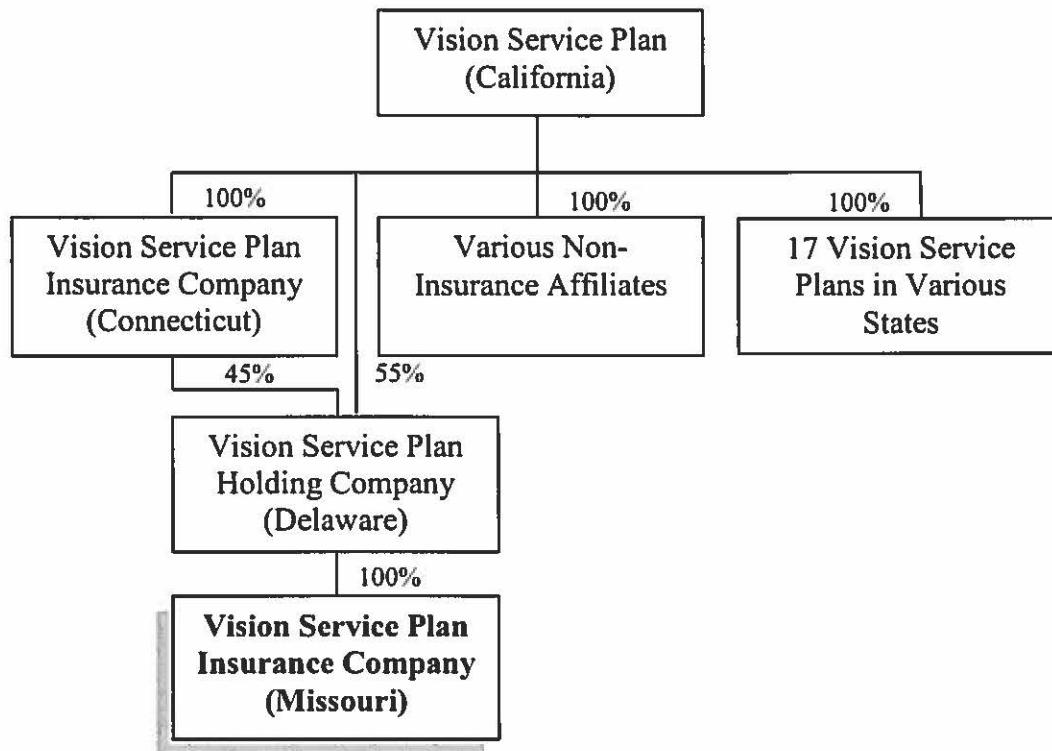 Vision Service Plan
(California)
100%
100%
100%
Vision Service Plan
Insurance Company
(Connecticut)
Various Non-
Insurance Affiliates
17 Vision Service
Plans in Various
States
45%
55%
Vision Service Plan
Holding Company
(Delaware)
100%
Vision Service Plan
Insurance Company
(Missouri)